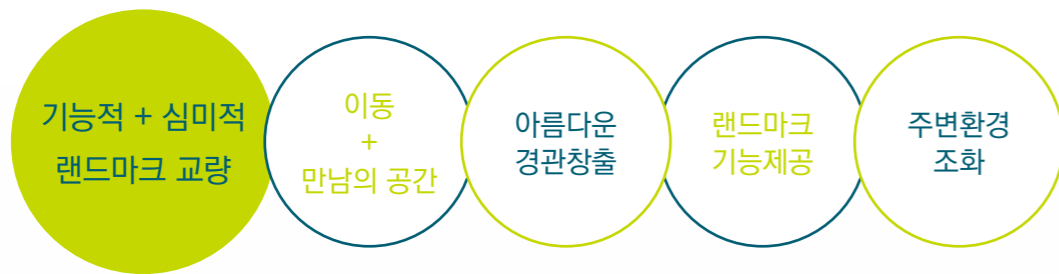 기능적 + 심미적
랜드마크 교량
이동
+
만남의 공간
아름다운
경관창출
랜드마크
기능제공
주변환경
조화